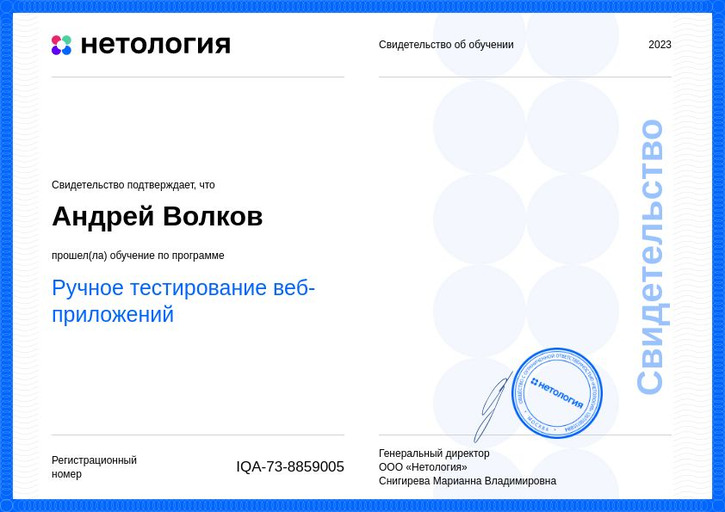 нетология
Свидетельство об обучении
2023
Свидетельство подтверждает, что
Андрей Волков
прошел(ла) обучение по программе
Ручное тестирование веб-
приложений
Свидетельство
нетология
МОСКВА
Регистрационный
номер
IQA-73-8859005
Генеральный директор
ООО «Нетология»
Снигирева Марианна Владимировна